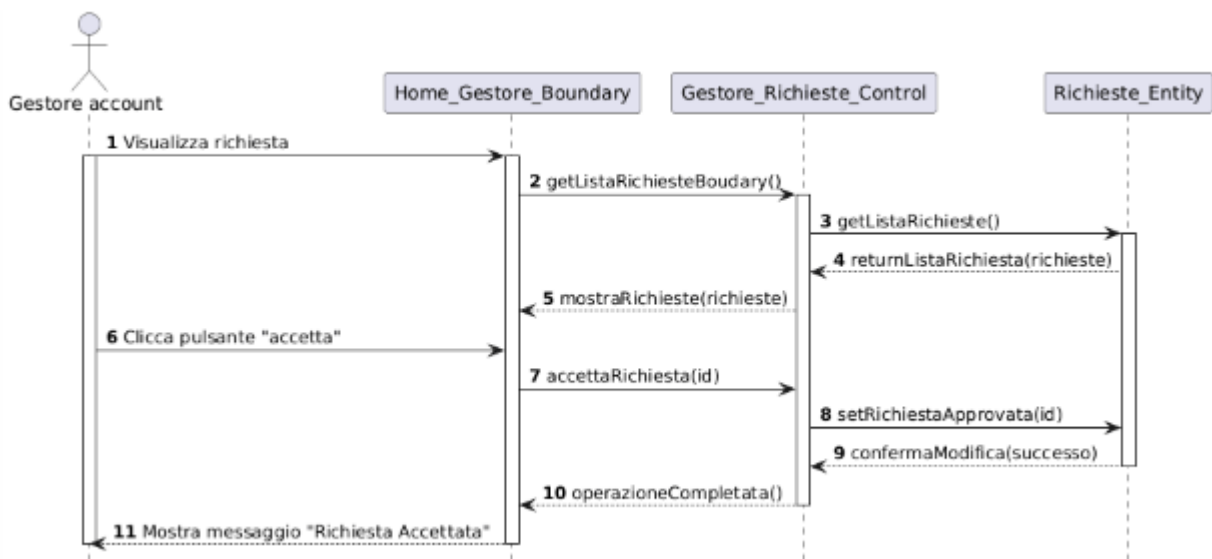 Gestore account
Home_Gestore_Boundary
Gestore_Richieste_Control
Richieste_Entity
1 Visualizza richiesta
2 getListaRichiesteBoudary()
3 getListaRichieste()
4 returnListaRichiesta(richieste)
5 mostraRichieste(richieste)
6 Clicca pulsante "accetta"
7 accettaRichiesta(id)
8 setRichiestaApprovata(id)
9 confermaModifica(successo)
10 operazioneCompletata()
11 Mostra messaggio "Richiesta Accettata"